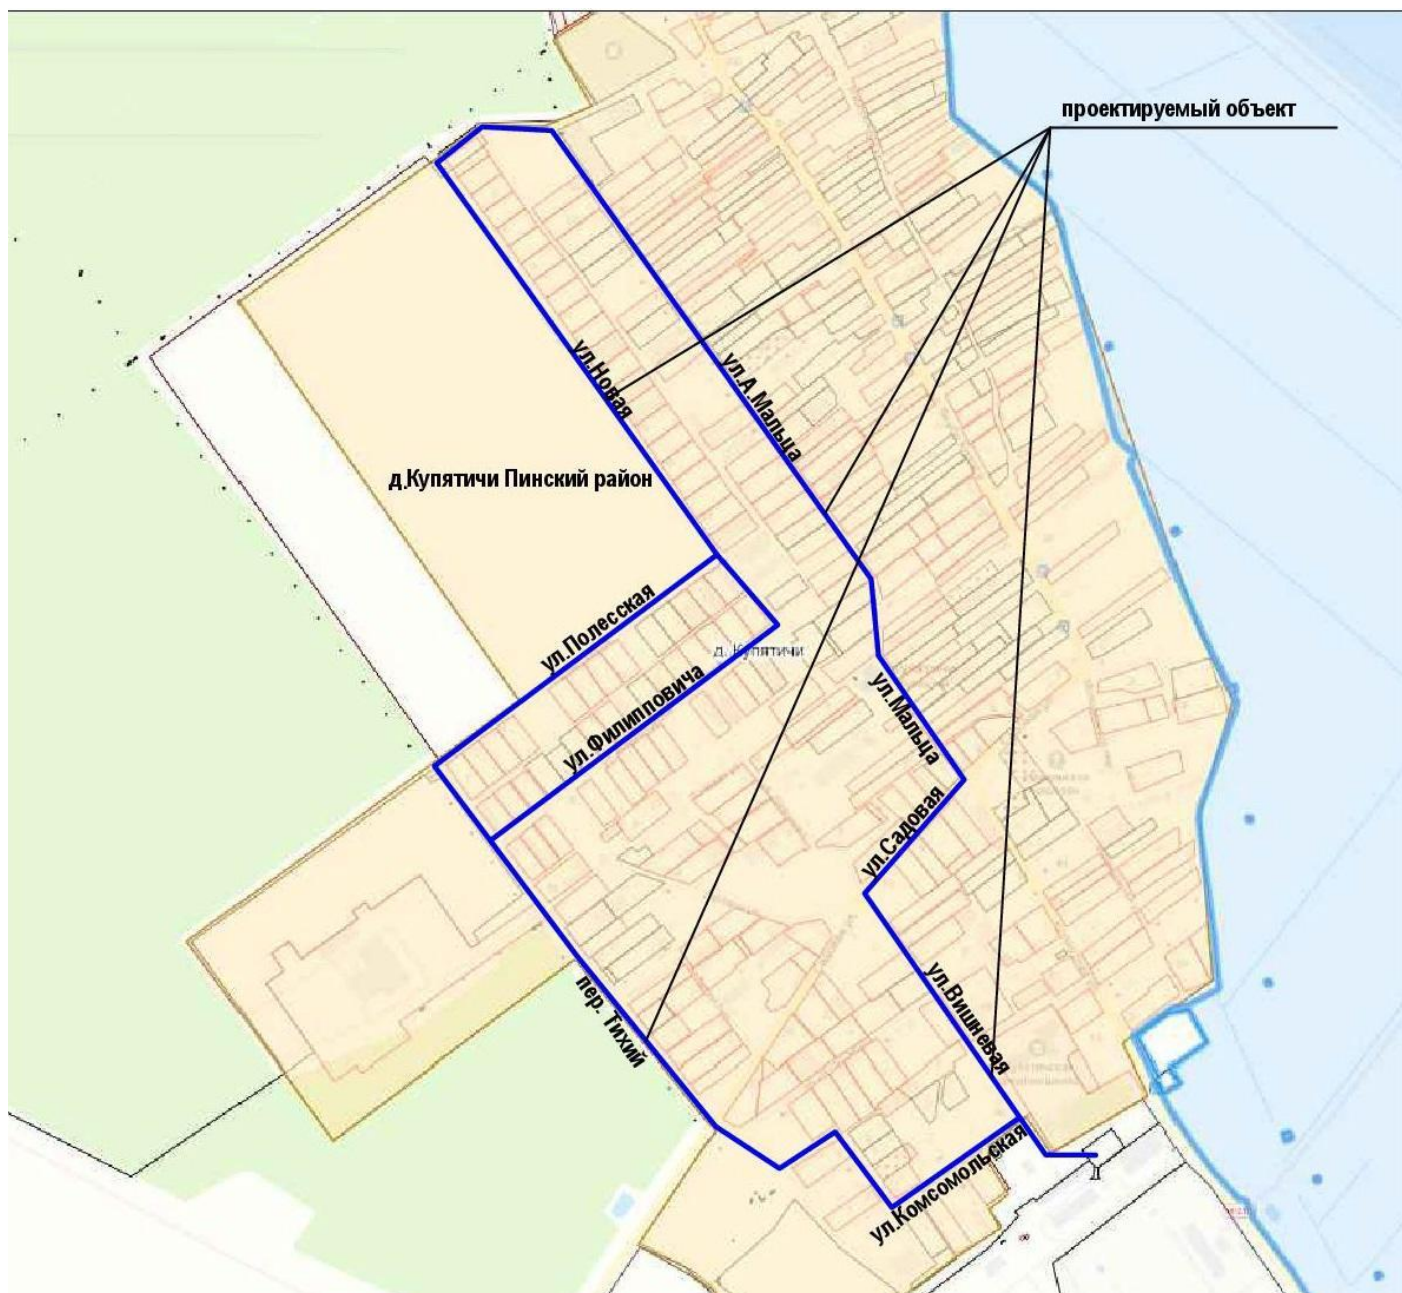 проектируемый объект
ул.Новая
ул.А.Мальца
д.Купятичи Пинский район
ул.Полесская
д. Купятичи
ул.Филипповича
ул.Мальца
ул.Садовая
ул.Вишневая
пер. Тихий
ул.Комсомольская